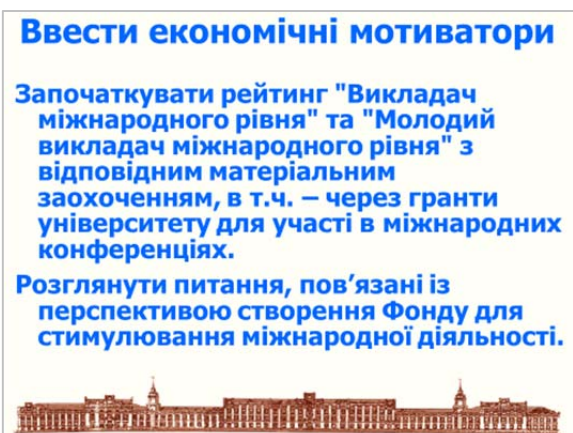 Ввести економічні мотиватори
Започаткувати рейтинг "Викладач
міжнародного рівня" та "Молодий
викладач міжнародного рівня" з
відповідним матеріальним
заохоченням, в т.ч. – через гранти
університету для участі в міжнародних
конференціях.
Розглянути питання, пов’язані із
перспективою створення Фонду для
стимулювання міжнародної діяльності.